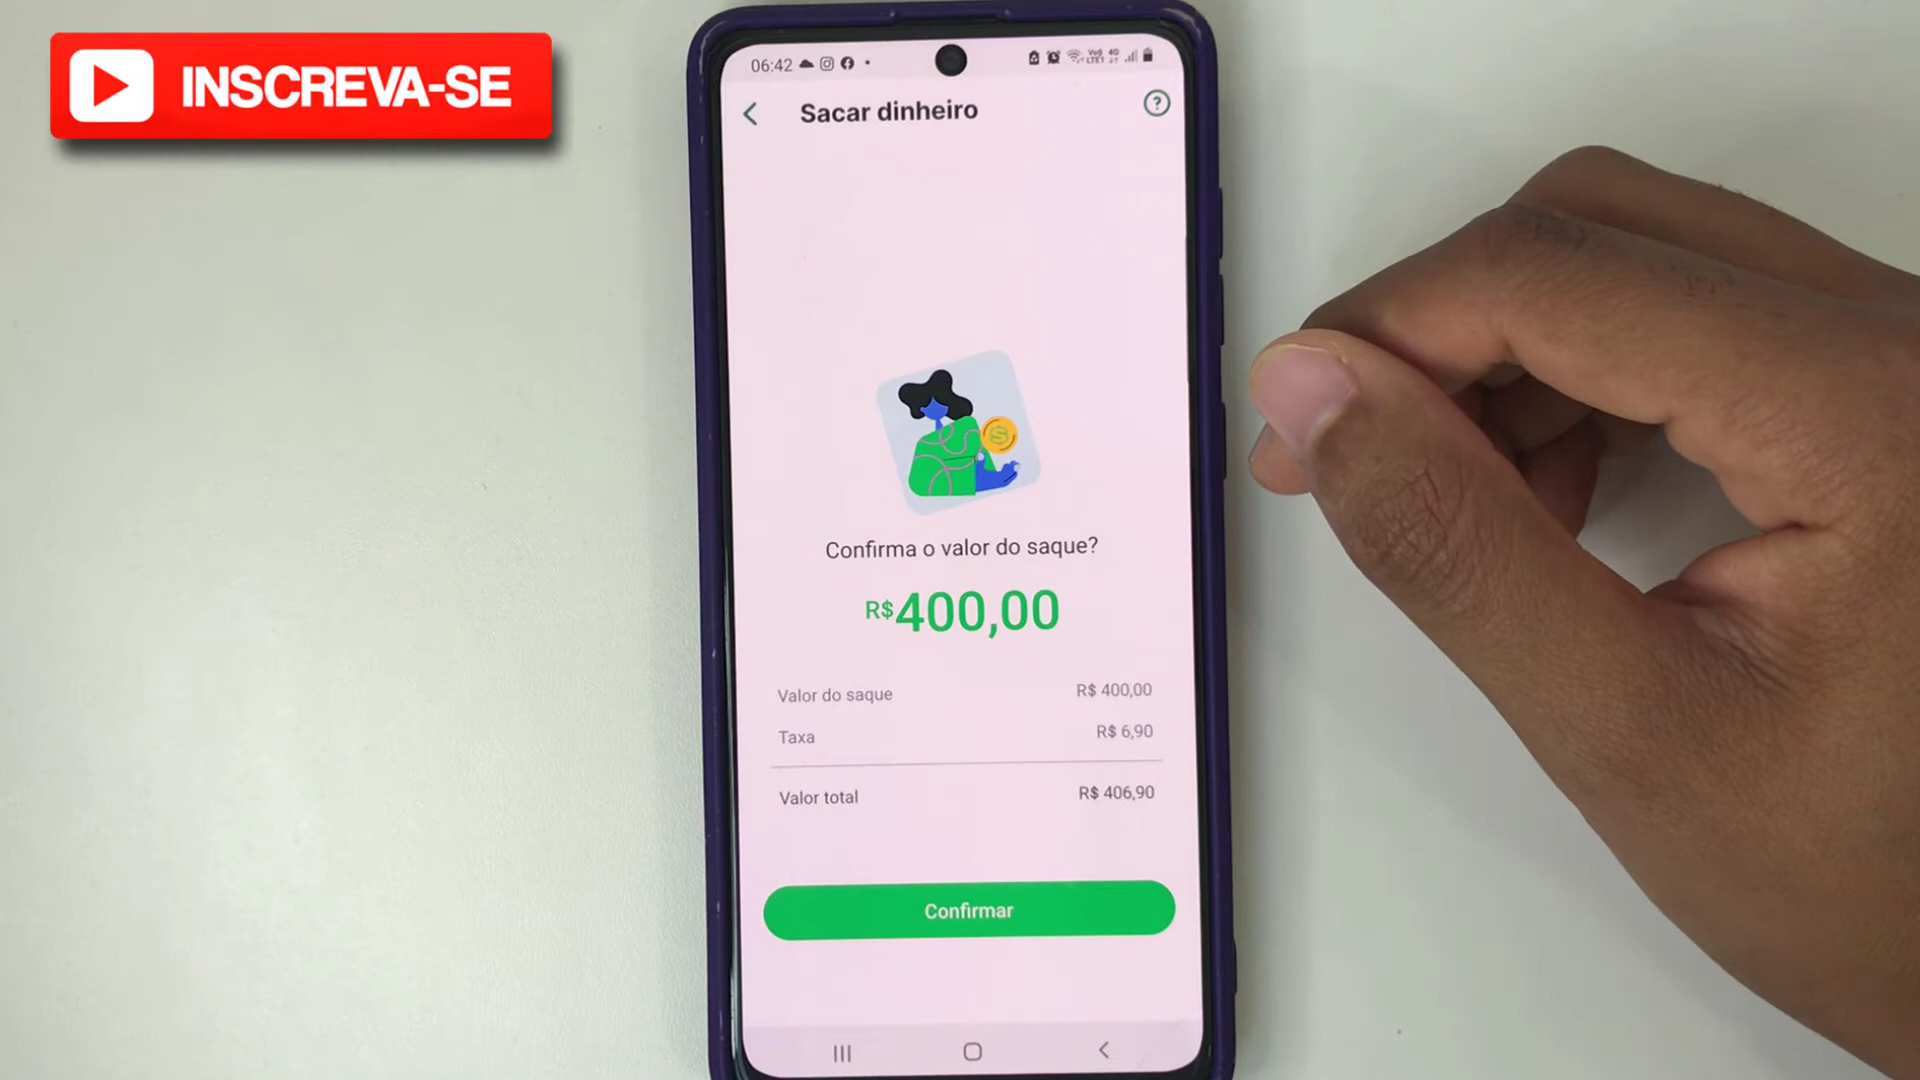 INSCREVA-SE
06:42
Sacar dinheiro
Confirma o valor do saque?
R$400,00
Valor do saque R$ 400,00
Taxa R$ 6,90
Valor total R$ 406,90
Confirmar